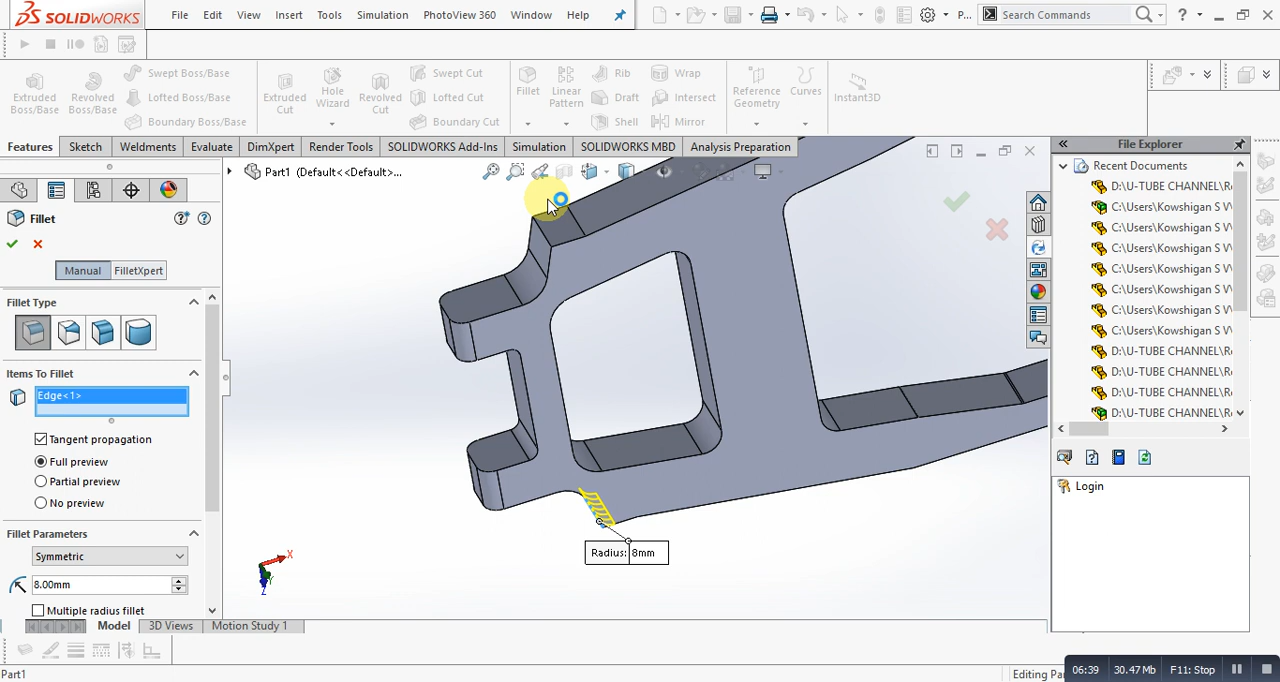 SOLIDWORKS File Edit View Insert Tools Simulation PhotoView 360 Window Help P... Search Commands ?
Extruded Boss/Base
Revolved Boss/Base
Swept Boss/Base
Lofted Boss/Base
Boundary Boss/Base
Extruded Cut
Hole Wizard
Revolved Cut
Swept Cut
Lofted Cut
Boundary Cut
Fillet
Linear Pattern
Rib
Draft
Shell
Wrap
Intersect
Mirror
Reference Geometry
Curves
Instant3D
Features Sketch Weldments Evaluate DimXpert Render Tools SOLIDWORKS Add-Ins Simulation SOLIDWORKS MBD Analysis Preparation
Part1 (Default<<Default>...
Fillet
Manual FilletXpert
Fillet Type
Items To Fillet
Edge<1>
Tangent propagation
Full preview
Partial preview
No preview
Fillet Parameters
Symmetric
8.00mm
Multiple radius fillet
Radius: 8mm
X
Y
Z
File Explorer
Recent Documents
D:\U-TUBE CHANNEL\R
C:\Users\Kowshigan S V
C:\Users\Kowshigan S V
C:\Users\Kowshigan S V
C:\Users\Kowshigan S V
C:\Users\Kowshigan S V
C:\Users\Kowshigan S V
C:\Users\Kowshigan S V
D:\U-TUBE CHANNEL\R
D:\U-TUBE CHANNEL\R
D:\U-TUBE CHANNEL\R
D:\U-TUBE CHANNEL\R
Login
Model 3D Views Motion Study 1
Part1
Editing Pa
06:39 30.47 Mb F11: Stop